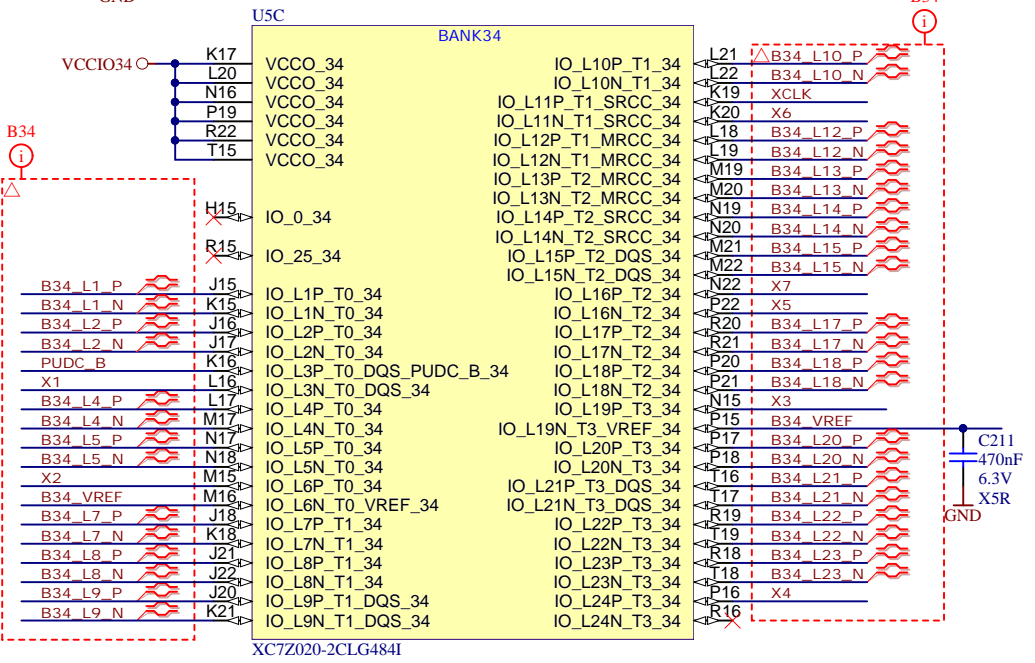 GND
U5C
BANK34
VCCIO34
K17 VCCO_34
L20 VCCO_34
N16 VCCO_34
P19 VCCO_34
R22 VCCO_34
T15 VCCO_34
B34
i
H15 IO_0_34
R15 IO_25_34
B34_L1_P J15 IO_L1P_T0_34
B34_L1_N K15 IO_L1N_T0_34
B34_L2_P J16 IO_L2P_T0_34
B34_L2_N J17 IO_L2N_T0_34
PUDC_B K16 IO_L3P_T0_DQS_PUDC_B_34
X1 L16 IO_L3N_T0_DQS_34
B34_L4_P L17 IO_L4P_T0_34
B34_L4_N M17 IO_L4N_T0_34
B34_L5_P N17 IO_L5P_T0_34
B34_L5_N N18 IO_L5N_T0_34
X2 M15 IO_L6P_T0_34
B34_VREF M16 IO_L6N_T0_VREF_34
B34_L7_P J18 IO_L7P_T1_34
B34_L7_N K18 IO_L7N_T1_34
B34_L8_P J21 IO_L8P_T1_34
B34_L8_N J22 IO_L8N_T1_34
B34_L9_P J20 IO_L9P_T1_DQS_34
B34_L9_N K21 IO_L9N_T1_DQS_34
i
IO_L10P_T1_34 L21 B34_L10_P
IO_L10N_T1_34 L22 B34_L10_N
IO_L11P_T1_SRCC_34 K19 XCLK
IO_L11N_T1_SRCC_34 K20 X6
IO_L12P_T1_MRCC_34 L18 B34_L12_P
IO_L12N_T1_MRCC_34 L19 B34_L12_N
IO_L13P_T2_MRCC_34 M19 B34_L13_P
IO_L13N_T2_MRCC_34 M20 B34_L13_N
IO_L14P_T2_SRCC_34 N19 B34_L14_P
IO_L14N_T2_SRCC_34 N20 B34_L14_N
IO_L15P_T2_DQS_34 M21 B34_L15_P
IO_L15N_T2_DQS_34 M22 B34_L15_N
IO_L16P_T2_34 N22 X7
IO_L16N_T2_34 P22 X5
IO_L17P_T2_34 R20 B34_L17_P
IO_L17N_T2_34 R21 B34_L17_N
IO_L18P_T2_34 P20 B34_L18_P
IO_L18N_T2_34 P21 B34_L18_N
IO_L19P_T3_34 N15 X3
IO_L19N_T3_VREF_34 P15 B34_VREF
IO_L20P_T3_34 P17 B34_L20_P
IO_L20N_T3_34 P18 B34_L20_N
IO_L21P_T3_DQS_34 T16 B34_L21_P
IO_L21N_T3_DQS_34 T17 B34_L21_N
IO_L22P_T3_34 R19 B34_L22_P
IO_L22N_T3_34 T19 B34_L22_N
IO_L23P_T3_34 R18 B34_L23_P
IO_L23N_T3_34 T18 B34_L23_N
IO_L24P_T3_34 P16 X4
IO_L24N_T3_34 R16
C211
470nF
6.3V
X5R
GND
XC7Z020-2CLG484I